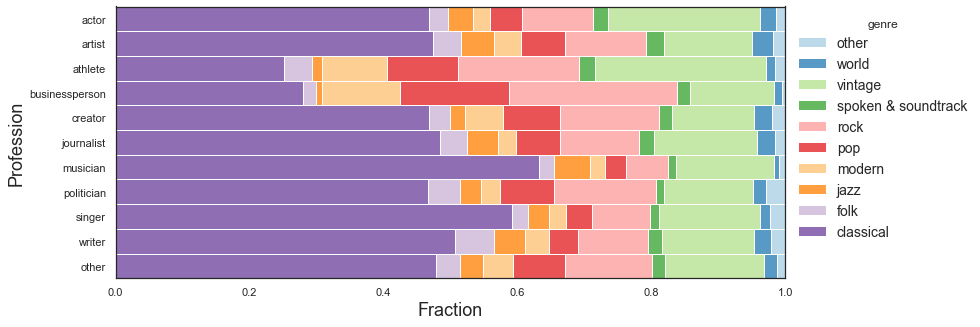 actor
artist
athlete
businessperson
creator
journalist
musician
politician
singer
writer
other
Profession
0.0 0.2 0.4 0.6 0.8 1.0
Fraction
genre
other
world
vintage
spoken & soundtrack
rock
pop
modern
jazz
folk
classical